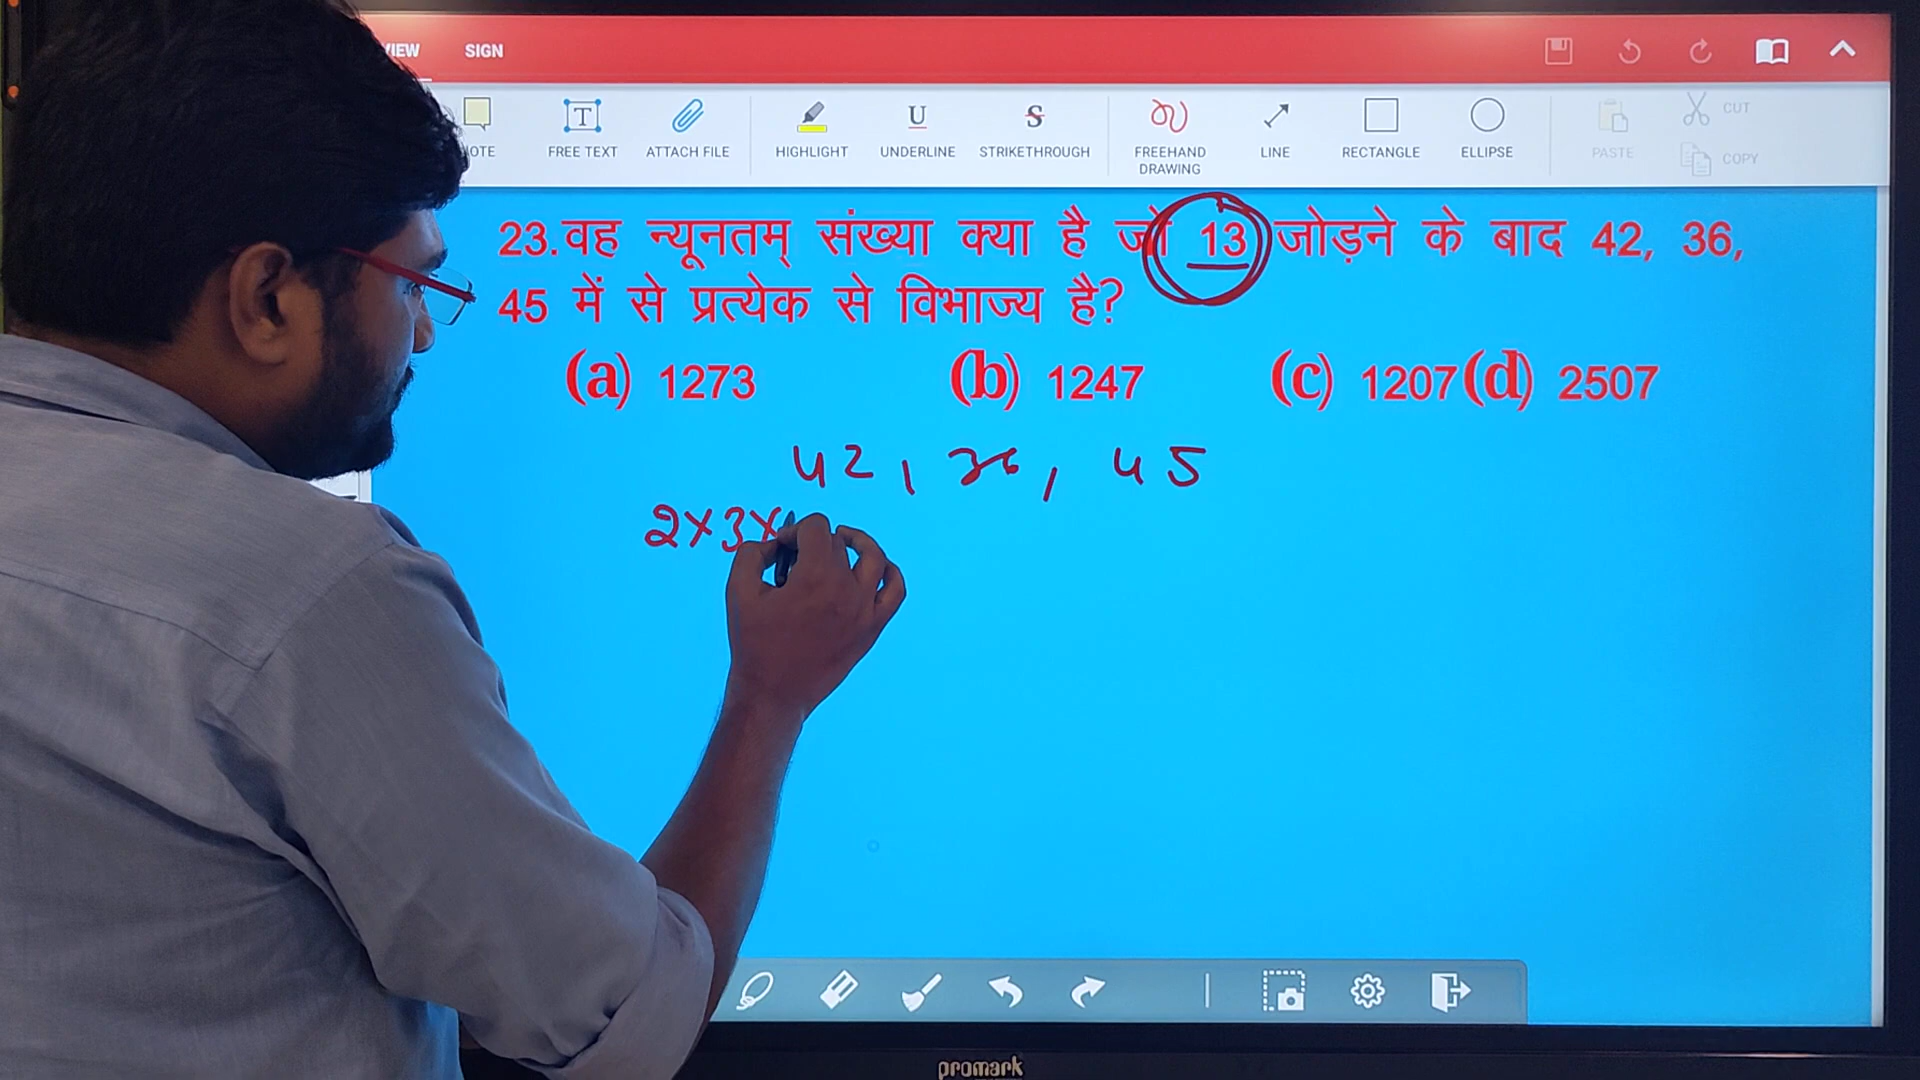 VIEW SIGN
NOTE FREE TEXT ATTACH FILE HIGHLIGHT UNDERLINE STRIKETHROUGH FREEHAND DRAWING LINE RECTANGLE ELLIPSE PASTE CUT COPY
23.वह न्यूनतम् संख्या क्या है जो 13 जोड़ने के बाद 42, 36,
45 में से प्रत्येक से विभाज्य है?
(a) 1273 (b) 1247 (c) 1207 (d) 2507
42, 36, 45
2×3×
promark